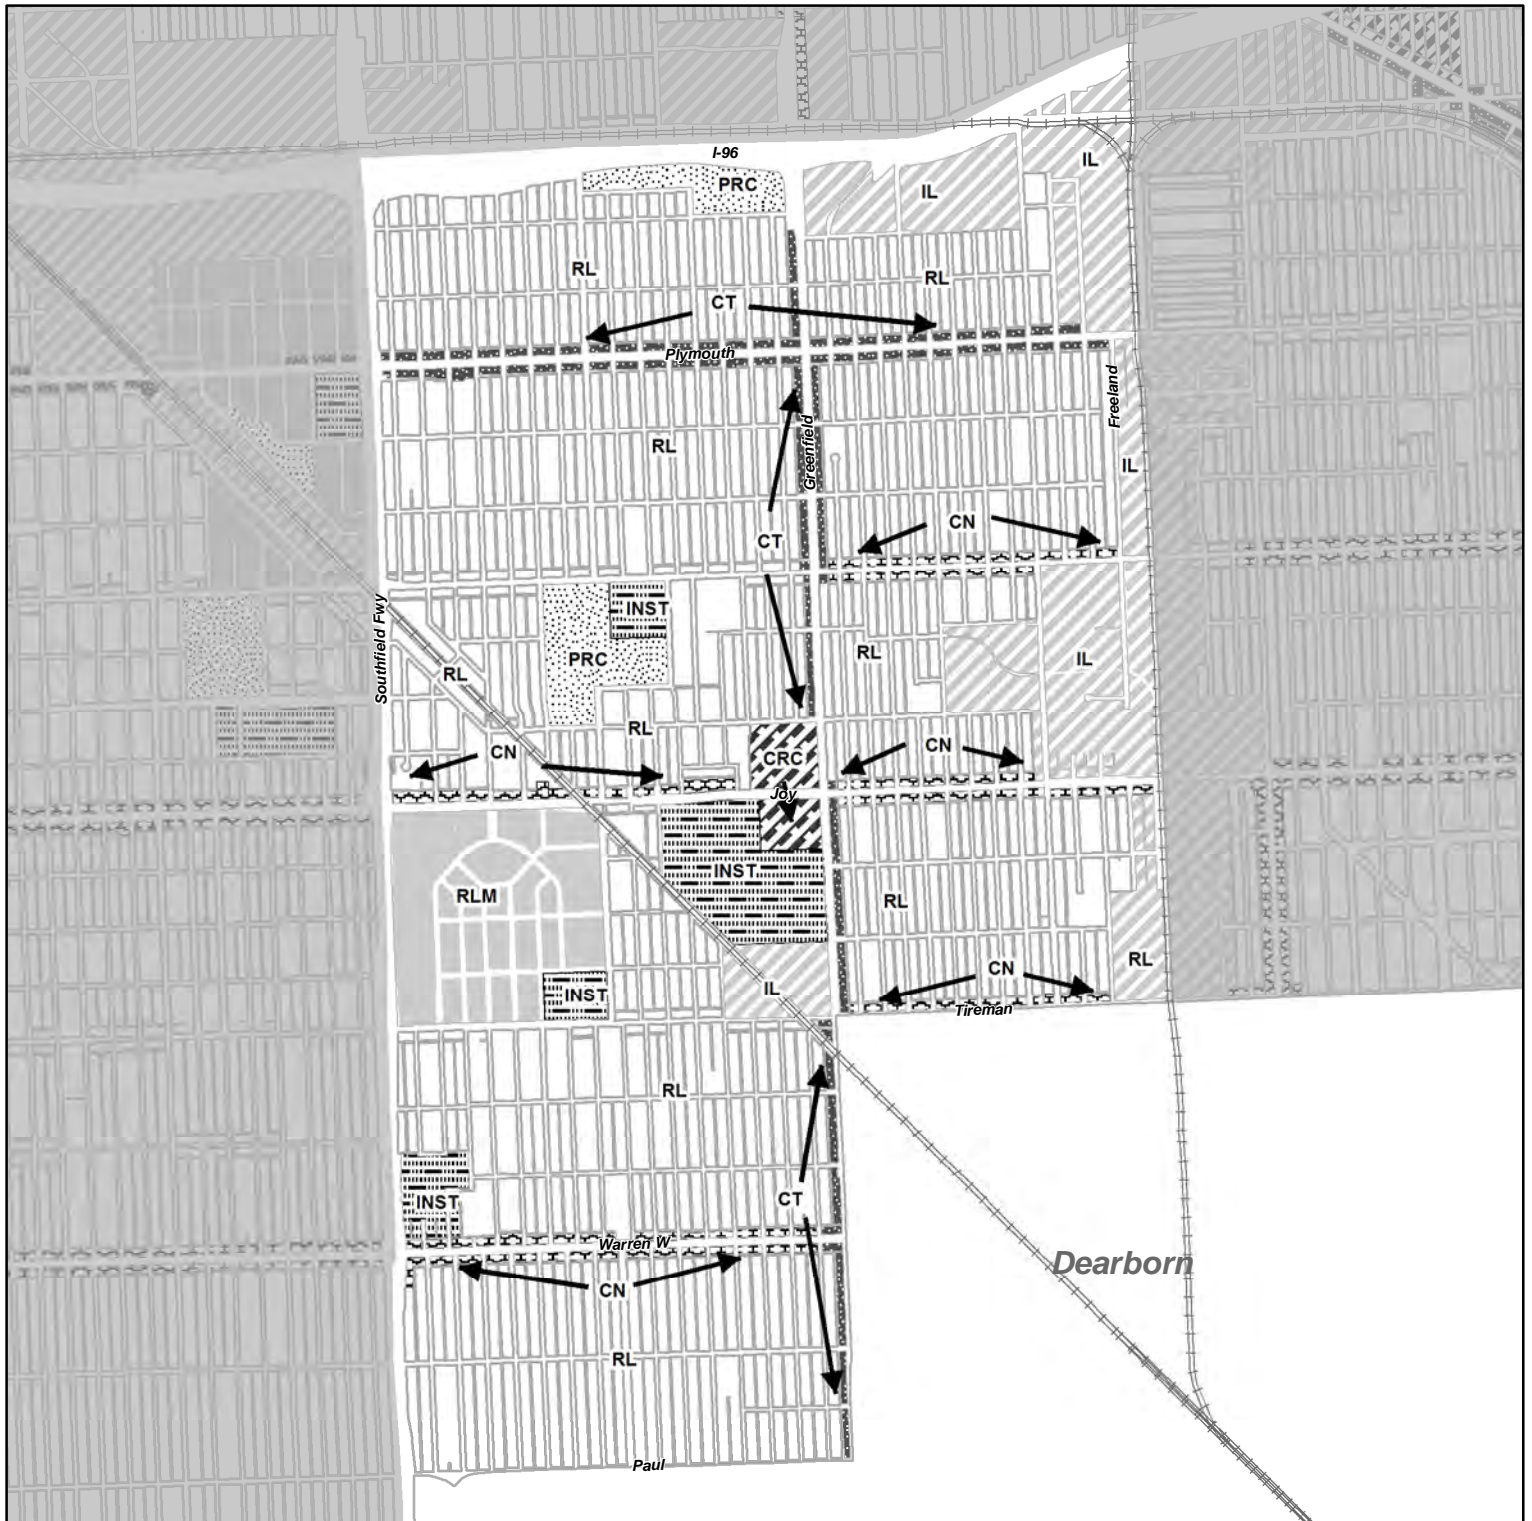 I-96
IL
PRC
IL
RL
RL
CT
Plymouth
Freeland
Greenfield
RL
IL
CN
CT
Southfield Fwy
INST
RL
PRC
IL
RL
RL
CN
CN
CRC
Joy
INST
RLM
RL
RL
CN
INST
IL
Tireman
RL
CT
INST
Warren W
Dearborn
CN
RL
Paul